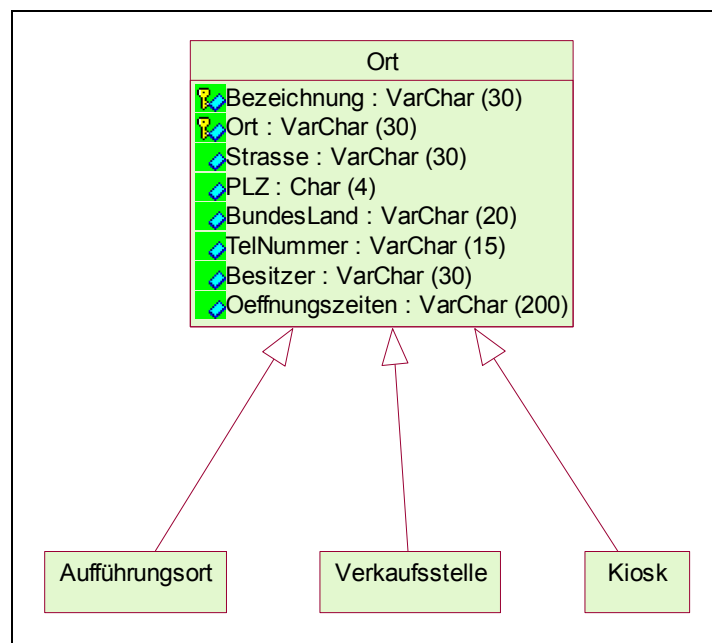 Ort
Bezeichnung : VarChar (30)
Ort : VarChar (30)
Strasse : VarChar (30)
PLZ : Char (4)
BundesLand : VarChar (20)
TelNummer : VarChar (15)
Besitzer : VarChar (30)
Oeffnungszeiten : VarChar (200)
Aufführungsort
Verkaufsstelle
Kiosk